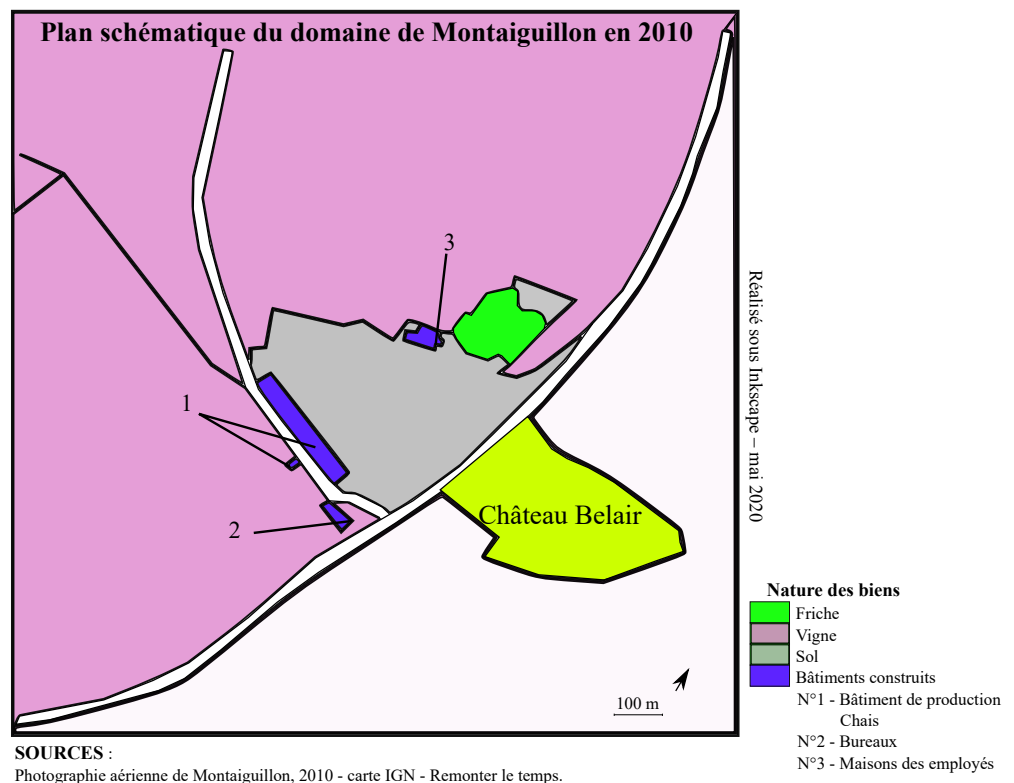 Plan schématique du domaine de Montaiguillon en 2010
3
1
2
Château Belair
100 m
Réalisé sous Inkscape – mai 2020
Nature des biens
Friche
Vigne
Sol
Bâtiments construits
N°1 - Bâtiment de production
Chais
N°2 - Bureaux
N°3 - Maisons des employés
SOURCES :
Photographie aérienne de Montaiguillon, 2010 - carte IGN - Remonter le temps.